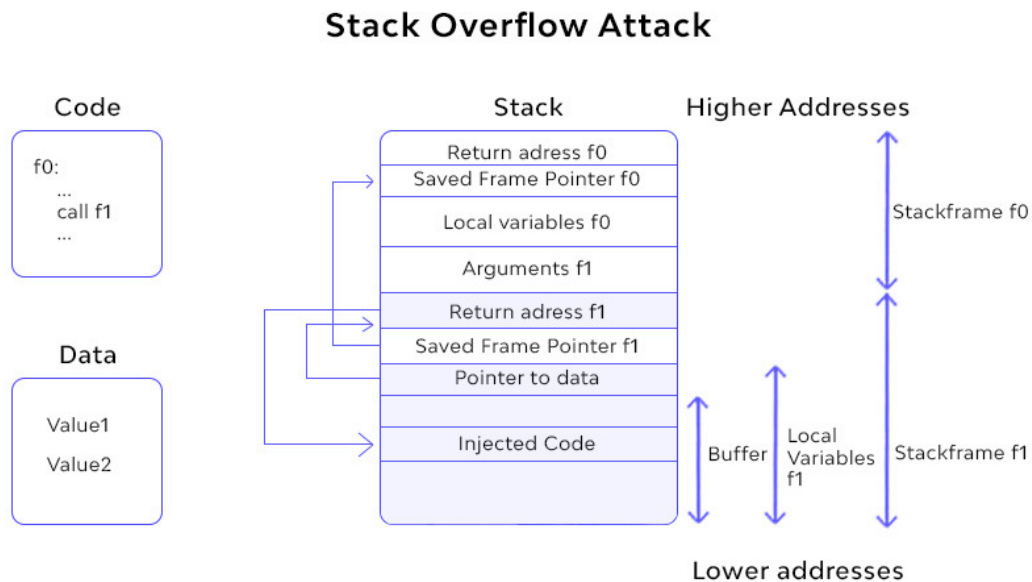 Stack Overflow Attack
Code
Stack
Higher Addresses
f0:
...
call f1
...
Return adress f0
Saved Frame Pointer f0
Local variables f0
Arguments f1
Return adress f1
Saved Frame Pointer f1
Pointer to data
Injected Code
Stackframe f0
Data
Value1
Value2
Buffer
Local
Variables
f1
Stackframe f1
Lower addresses